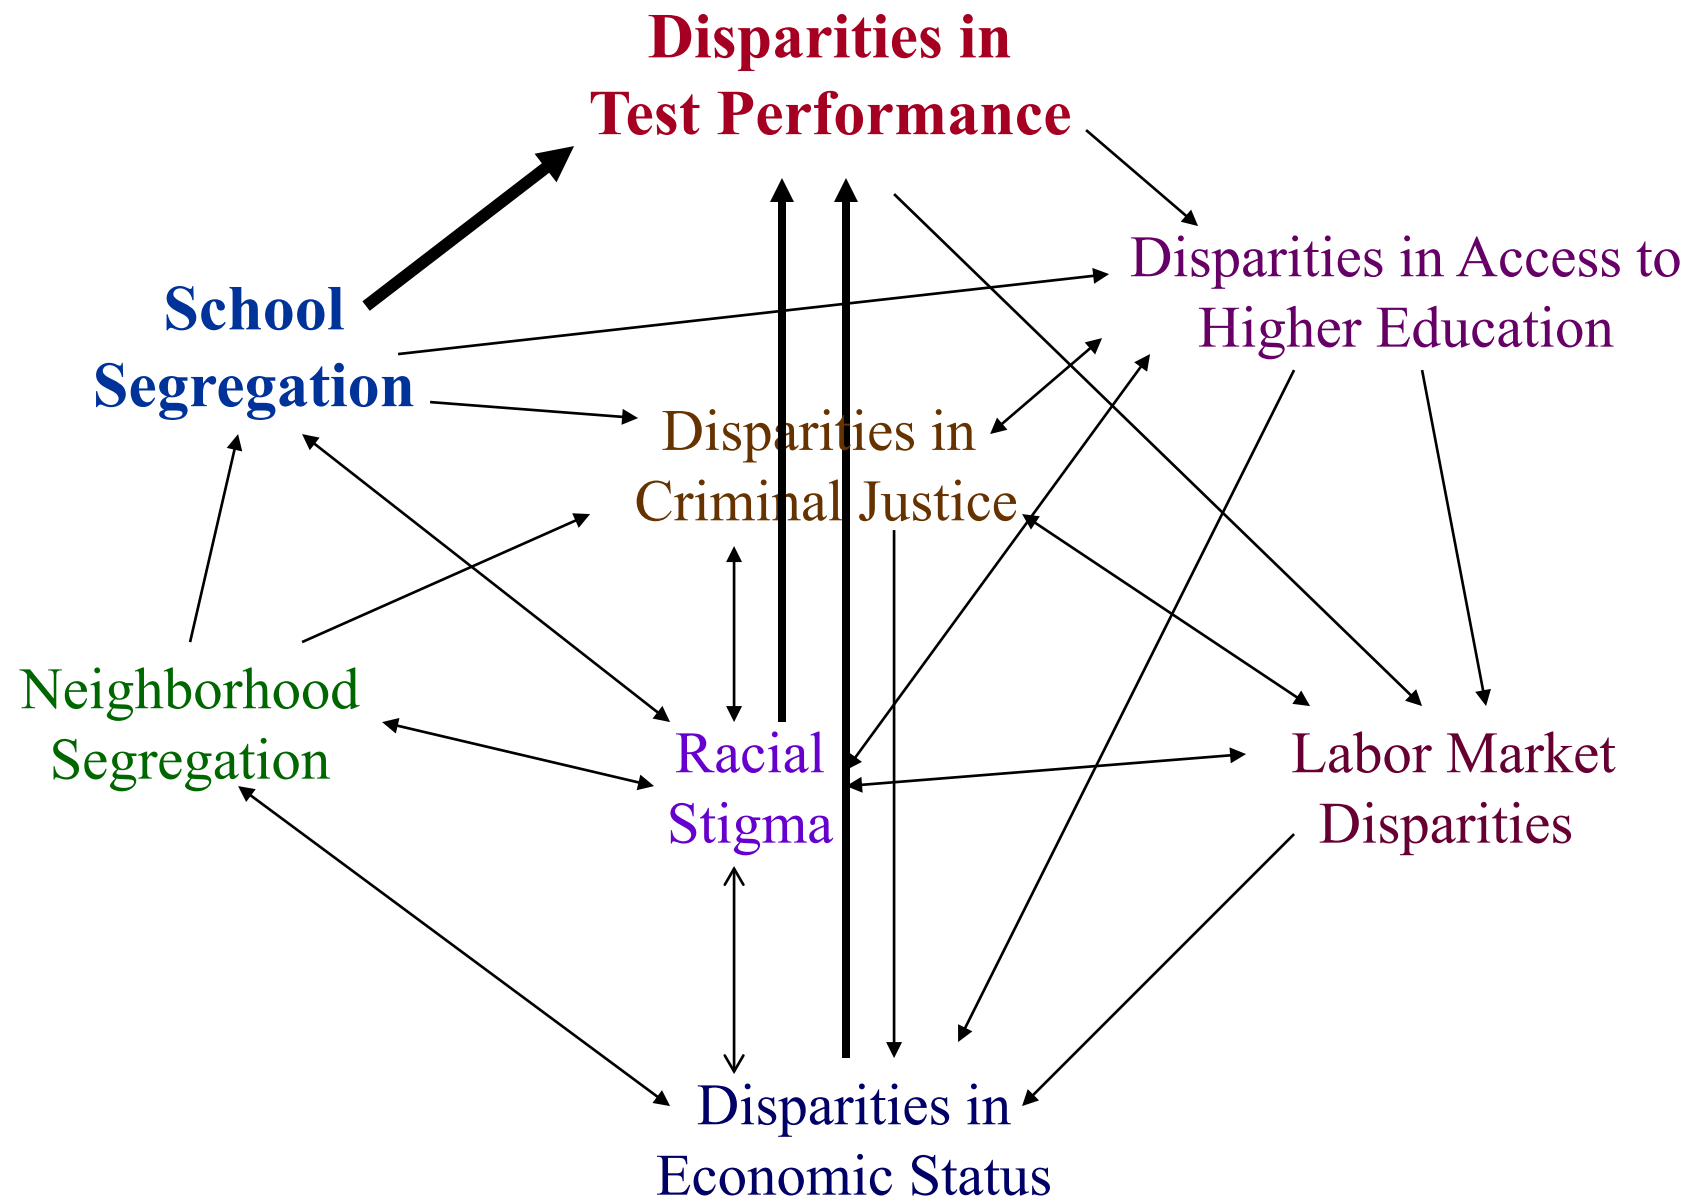 Disparities in
Test Performance
Disparities in Access to
Higher Education
School
Segregation
Disparities in
Criminal Justice
Neighborhood
Segregation
Racial
Stigma
Labor Market
Disparities
Disparities in
Economic Status